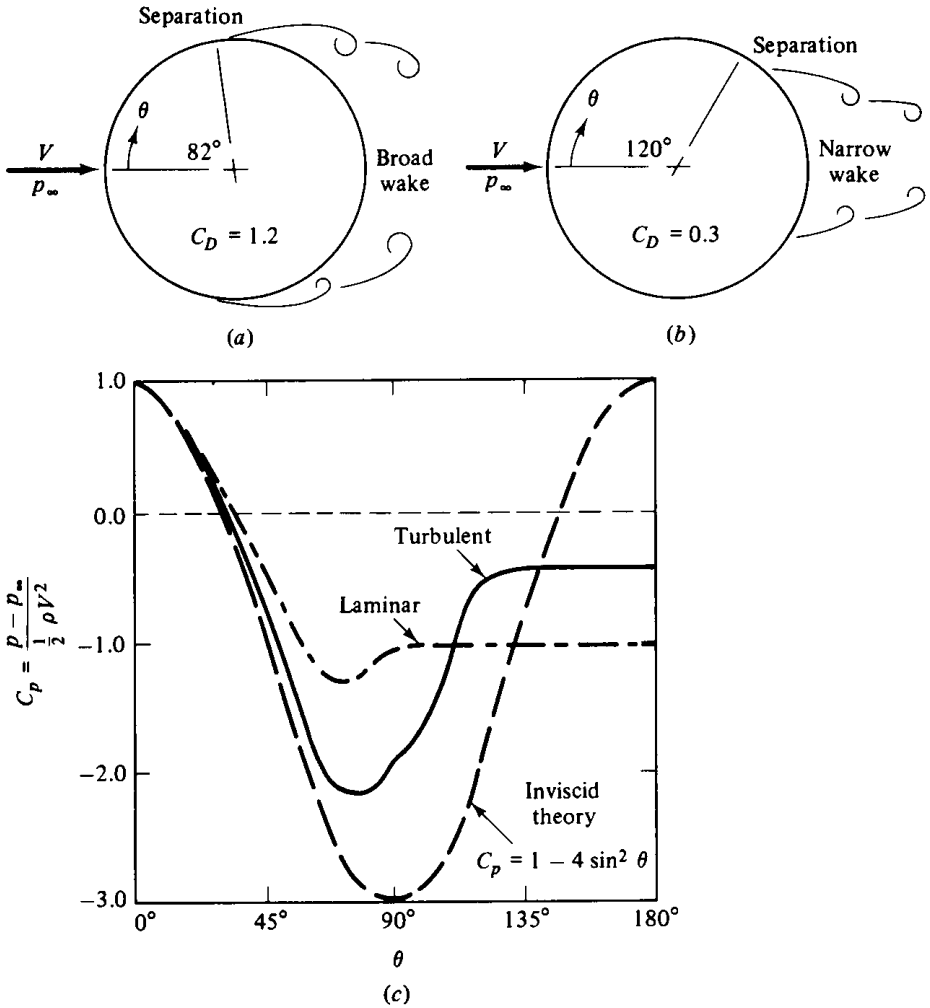 Separation
θ
82°
V
p∞
Broad
wake
C_D = 1.2
(a)
Separation
θ
120°
V
p∞
Narrow
wake
C_D = 0.3
(b)
C_p = (p − p∞) / (1/2 ρV²)
1.0
0.0
−1.0
−2.0
−3.0
Turbulent
Laminar
Inviscid
theory
C_p = 1 − 4 sin² θ
0°
45°
90°
135°
180°
θ
(c)